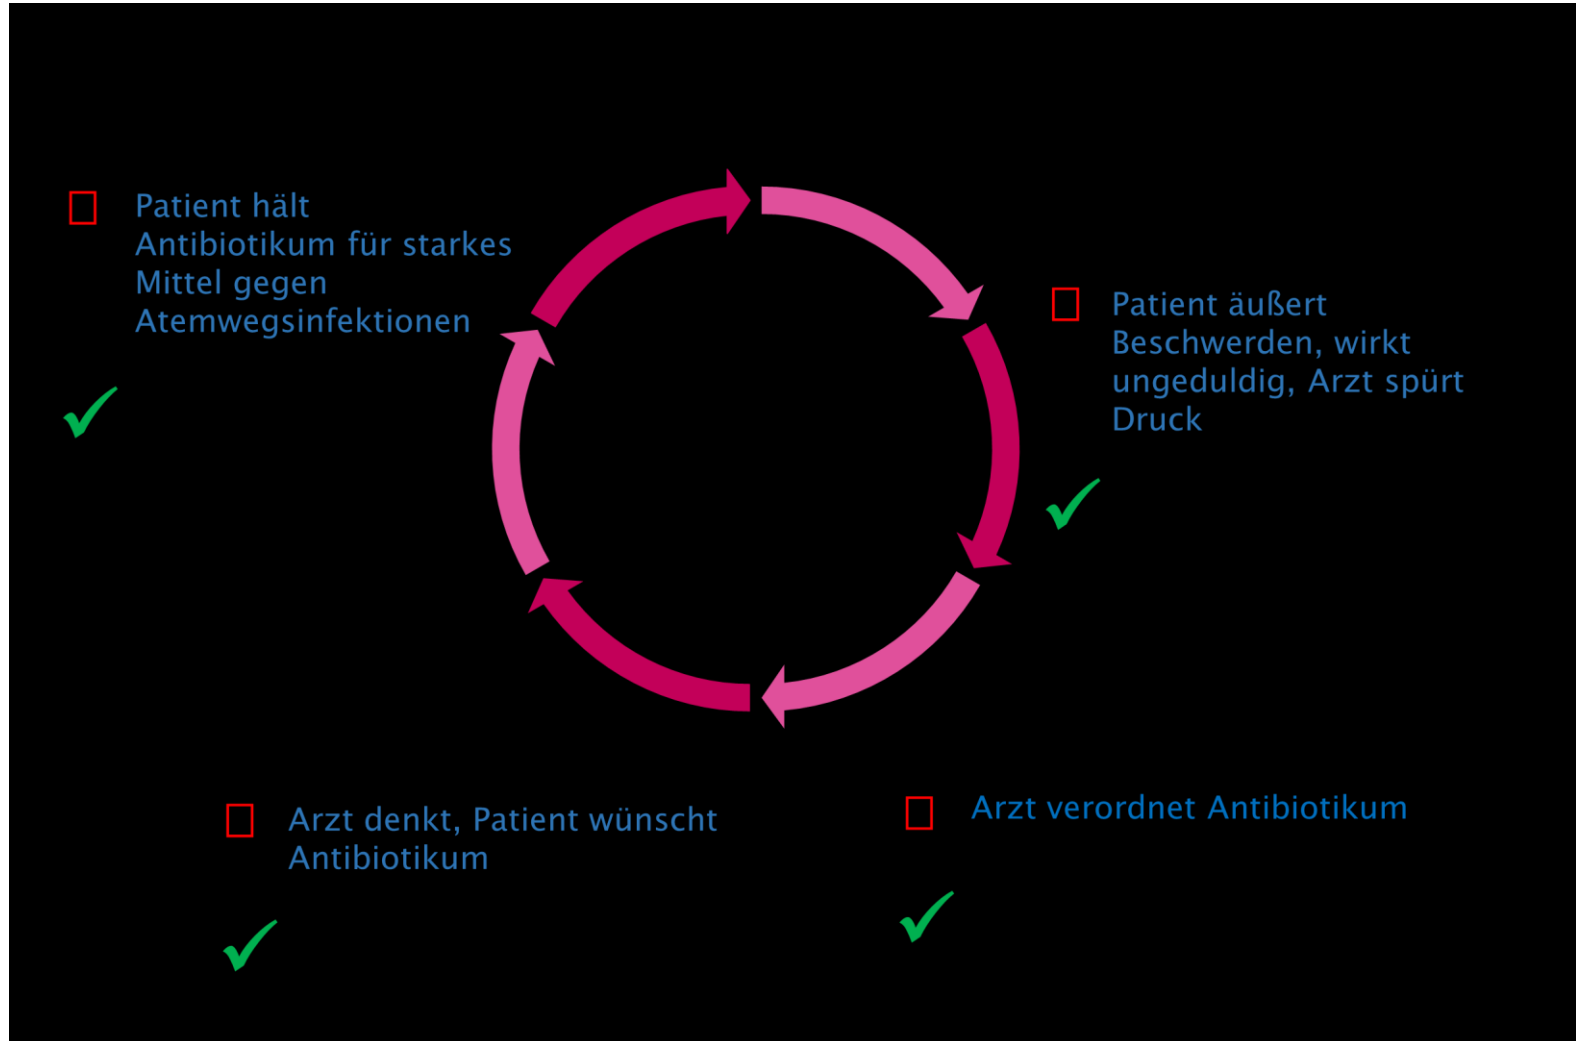 Patient hält
Antibiotikum für starkes
Mittel gegen
Atemwegsinfektionen
Patient äußert
Beschwerden, wirkt
ungeduldig, Arzt spürt
Druck
Arzt denkt, Patient wünscht
Antibiotikum
Arzt verordnet Antibiotikum